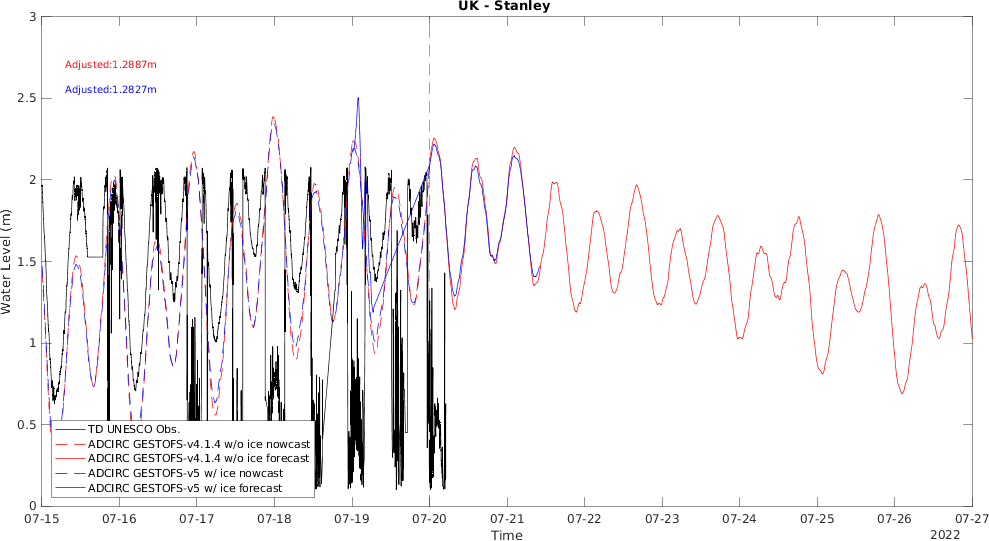 UK - Stanley
3
Adjusted:1.2887m
Adjusted:1.2827m
2.5
2
Water Level (m)
1.5
1
0.5
0
TD UNESCO Obs.
ADCIRC GESTOFS-v4.1.4 w/o ice nowcast
ADCIRC GESTOFS-v4.1.4 w/o ice forecast
ADCIRC GESTOFS-v5 w/ ice nowcast
ADCIRC GESTOFS-v5 w/ ice forecast
07-15 07-16 07-17 07-18 07-19 07-20 07-21 07-22 07-23 07-24 07-25 07-26 07-27
Time
2022